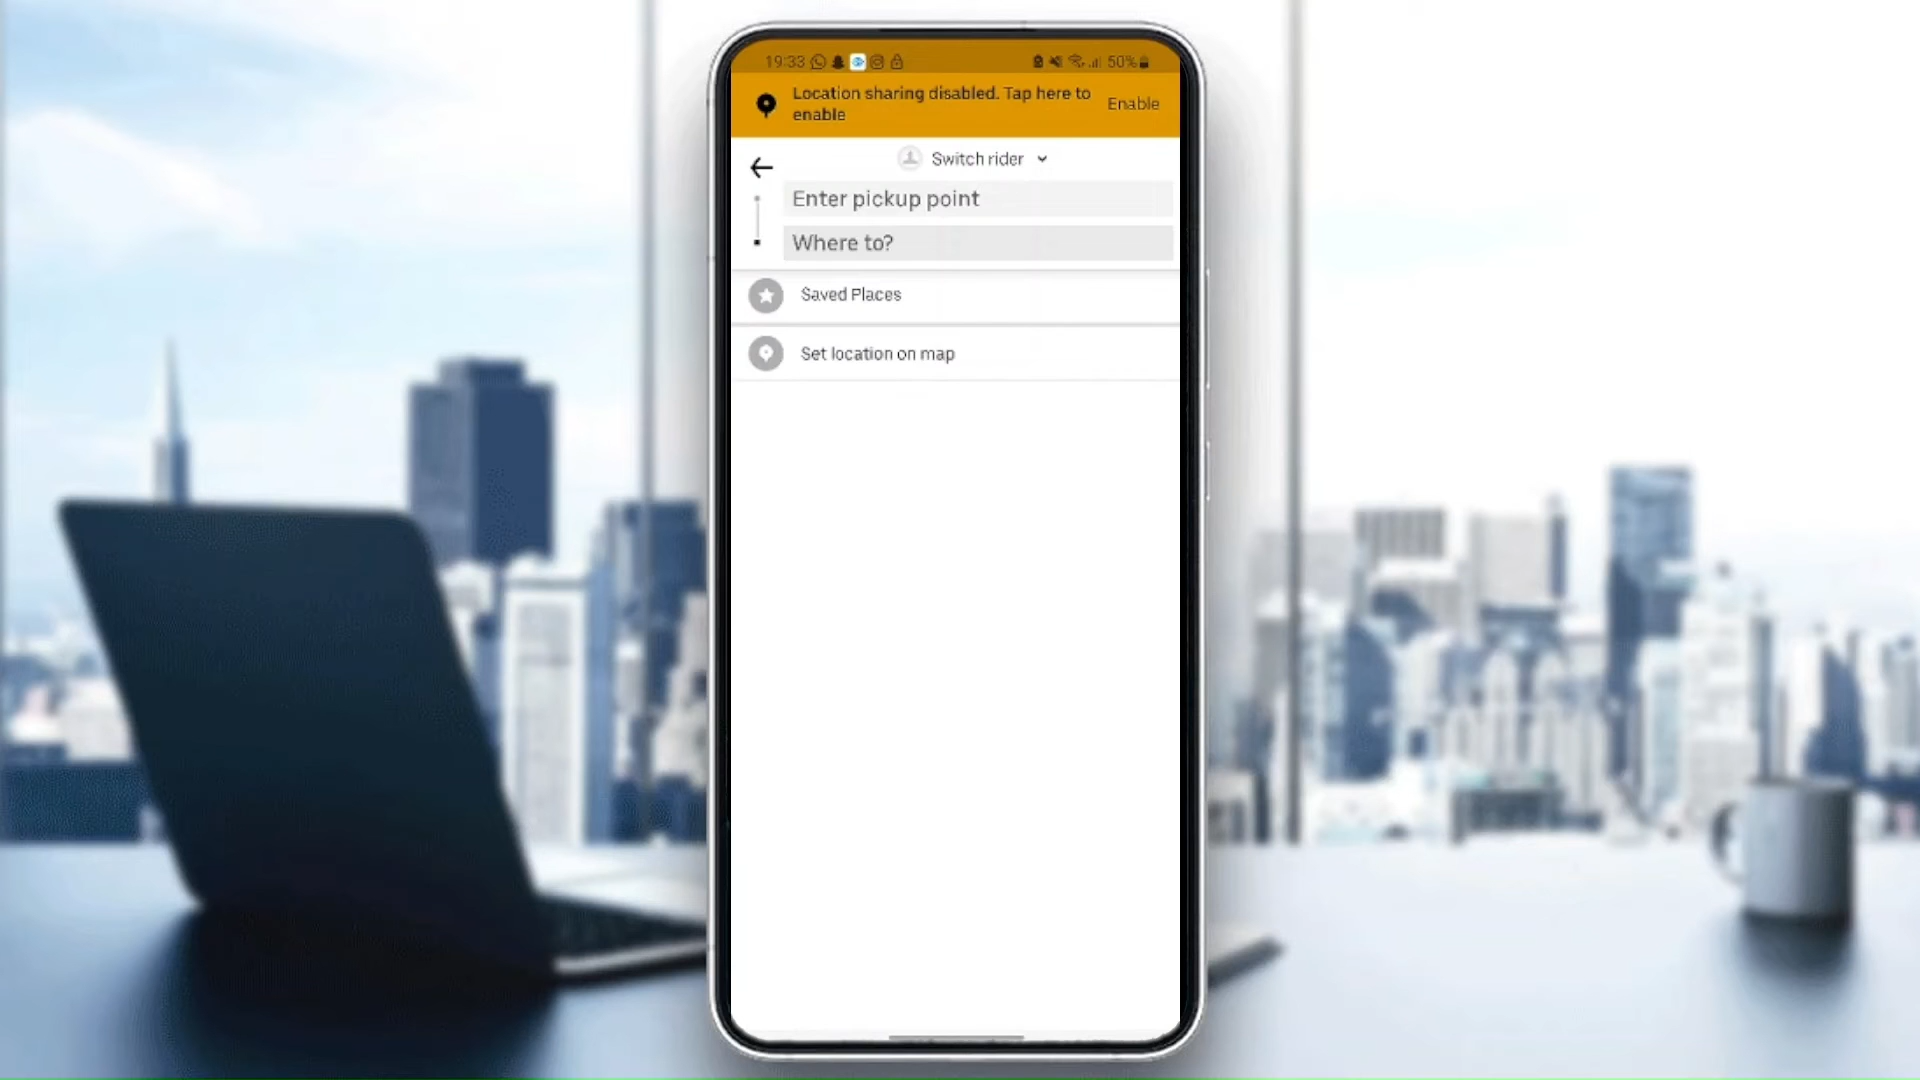 19:33
50%
Location sharing disabled. Tap here to
enable
Enable
Switch rider
Enter pickup point
Where to?
Saved Places
Set location on map